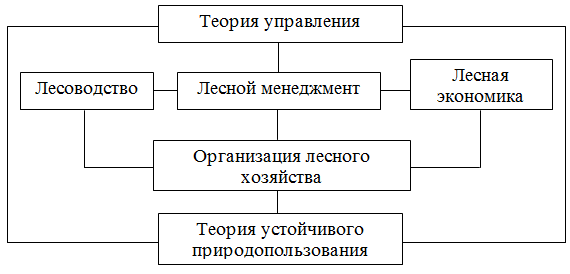 Теория управления
Лесоводство
Лесной менеджмент
Лесная
экономика
Организация лесного
хозяйства
Теория устойчивого
природопользования